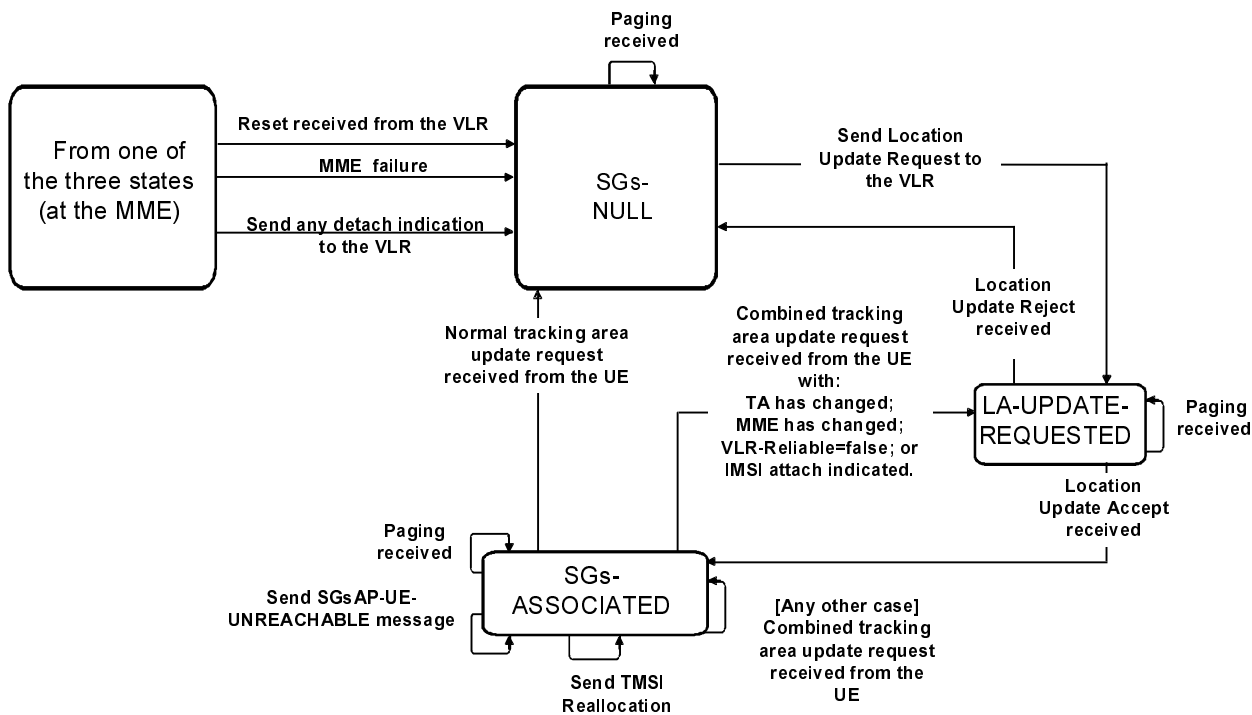 Paging
received
From one of
the three states
(at the MME)
Reset received from the VLR
MME failure
Send any detach indication
to the VLR
SGs-
NULL
Send Location
Update Request to
the VLR
Location
Update Reject
received
Normal tracking area
update request
received from the UE
Combined tracking
area update request
received from the UE
with:
TA has changed;
MME has changed;
VLR-Reliable=false; or
IMSI attach indicated.
LA-UPDATE-
REQUESTED
Paging
received
Location
Update Accept
received
Paging
received
Send SGsAP-UE-
UNREACHABLE message
SGs-
ASSOCIATED
[Any other case]
Combined tracking
area update request
received from the
UE
Send TMSI
Reallocation